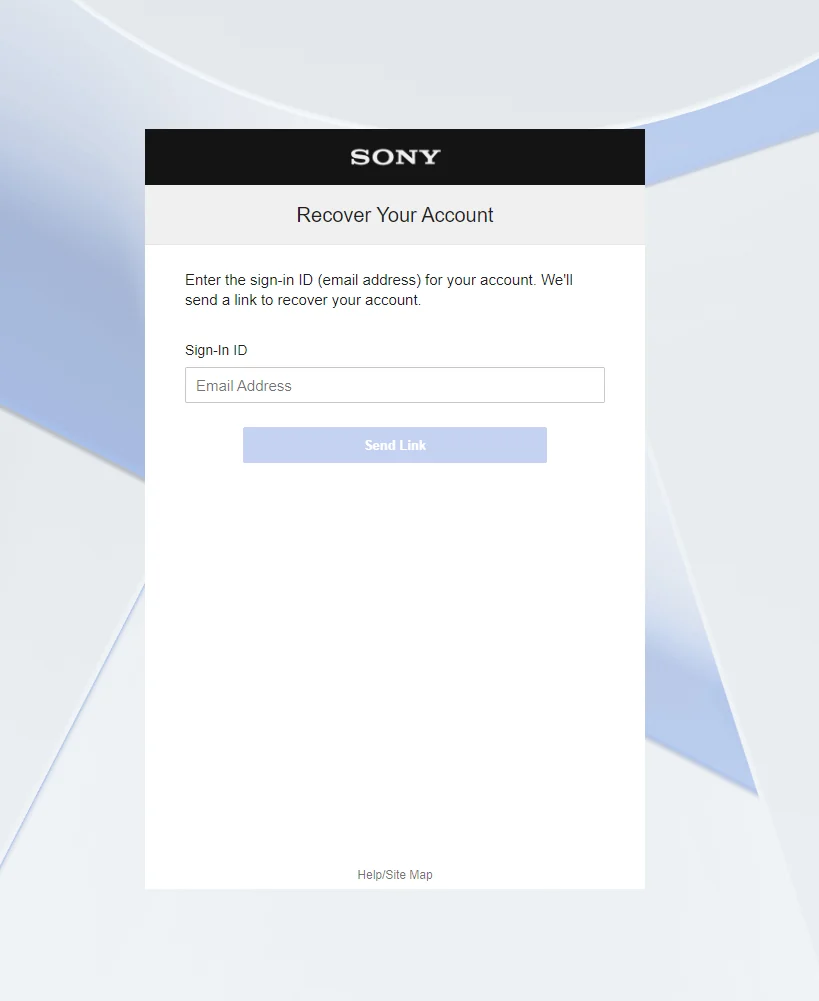 SONY
Recover Your Account
Enter the sign-in ID (email address) for your account. We'll
send a link to recover your account.
Sign-In ID
Email Address
Send Link
Help/Site Map